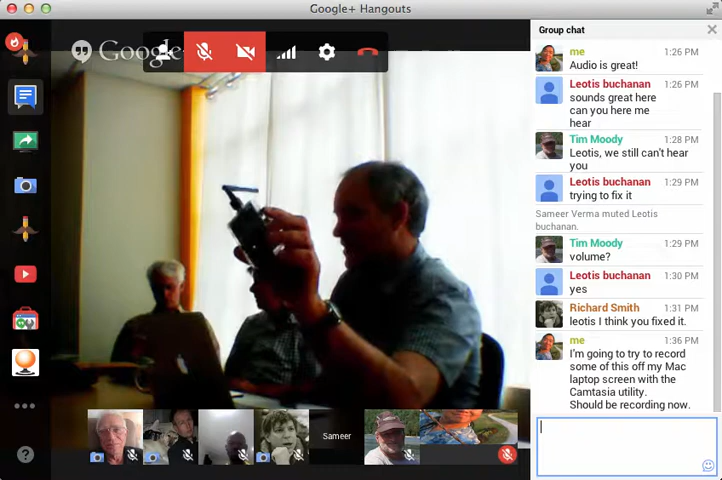 Google+ Hangouts
Google
Group chat
me 1:26 PM
Audio is great!
Leotis buchanan 1:26 PM
sounds great here
can you here me
hear
Tim Moody 1:28 PM
Leotis, we still can't hear
you
Leotis buchanan 1:29 PM
trying to fix it
Sameer Verma muted Leotis
buchanan.
Tim Moody 1:29 PM
volume?
Leotis buchanan 1:30 PM
yes
Richard Smith 1:31 PM
leotis I think you fixed it.
me 1:36 PM
I'm going to try to record
some of this off my Mac
laptop screen with the
Camtasia utility.
Should be recording now.
Sameer